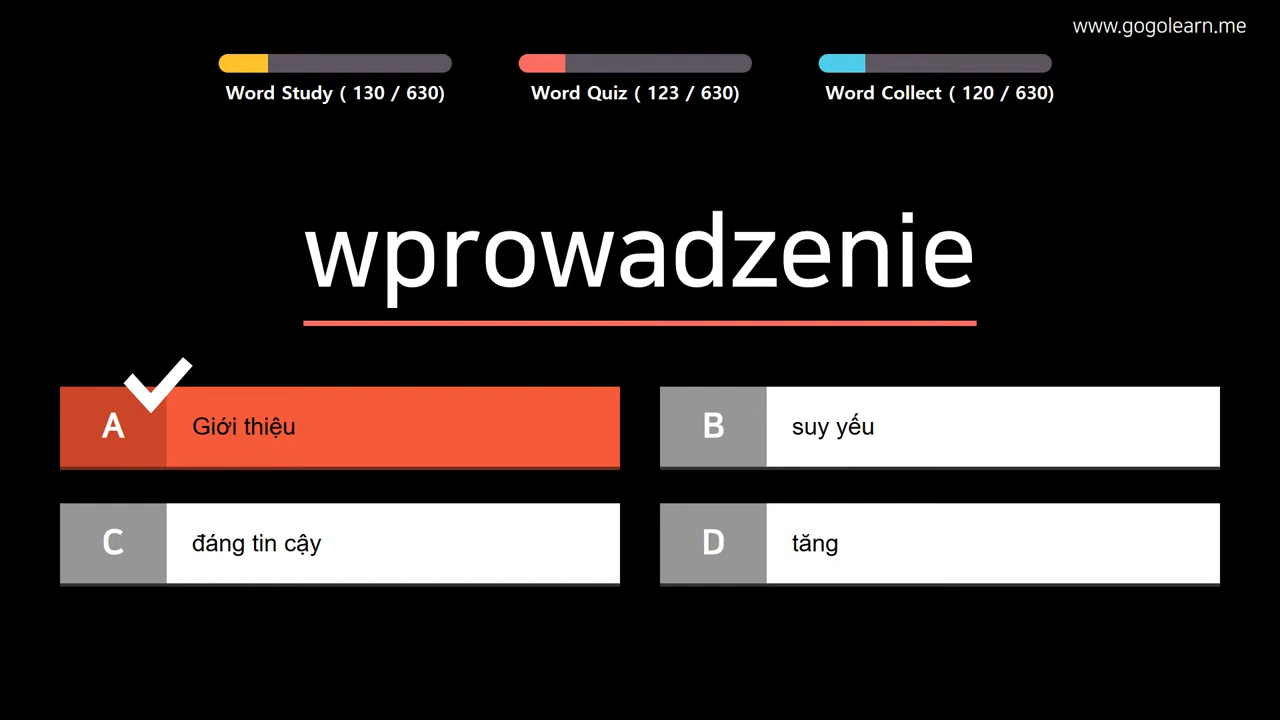 www.gogolearn.me
Word Study ( 130 / 630)
Word Quiz ( 123 / 630)
Word Collect ( 120 / 630)
wprowadzenie
A Giới thiệu
B suy yếu
C đáng tin cậy
D tăng